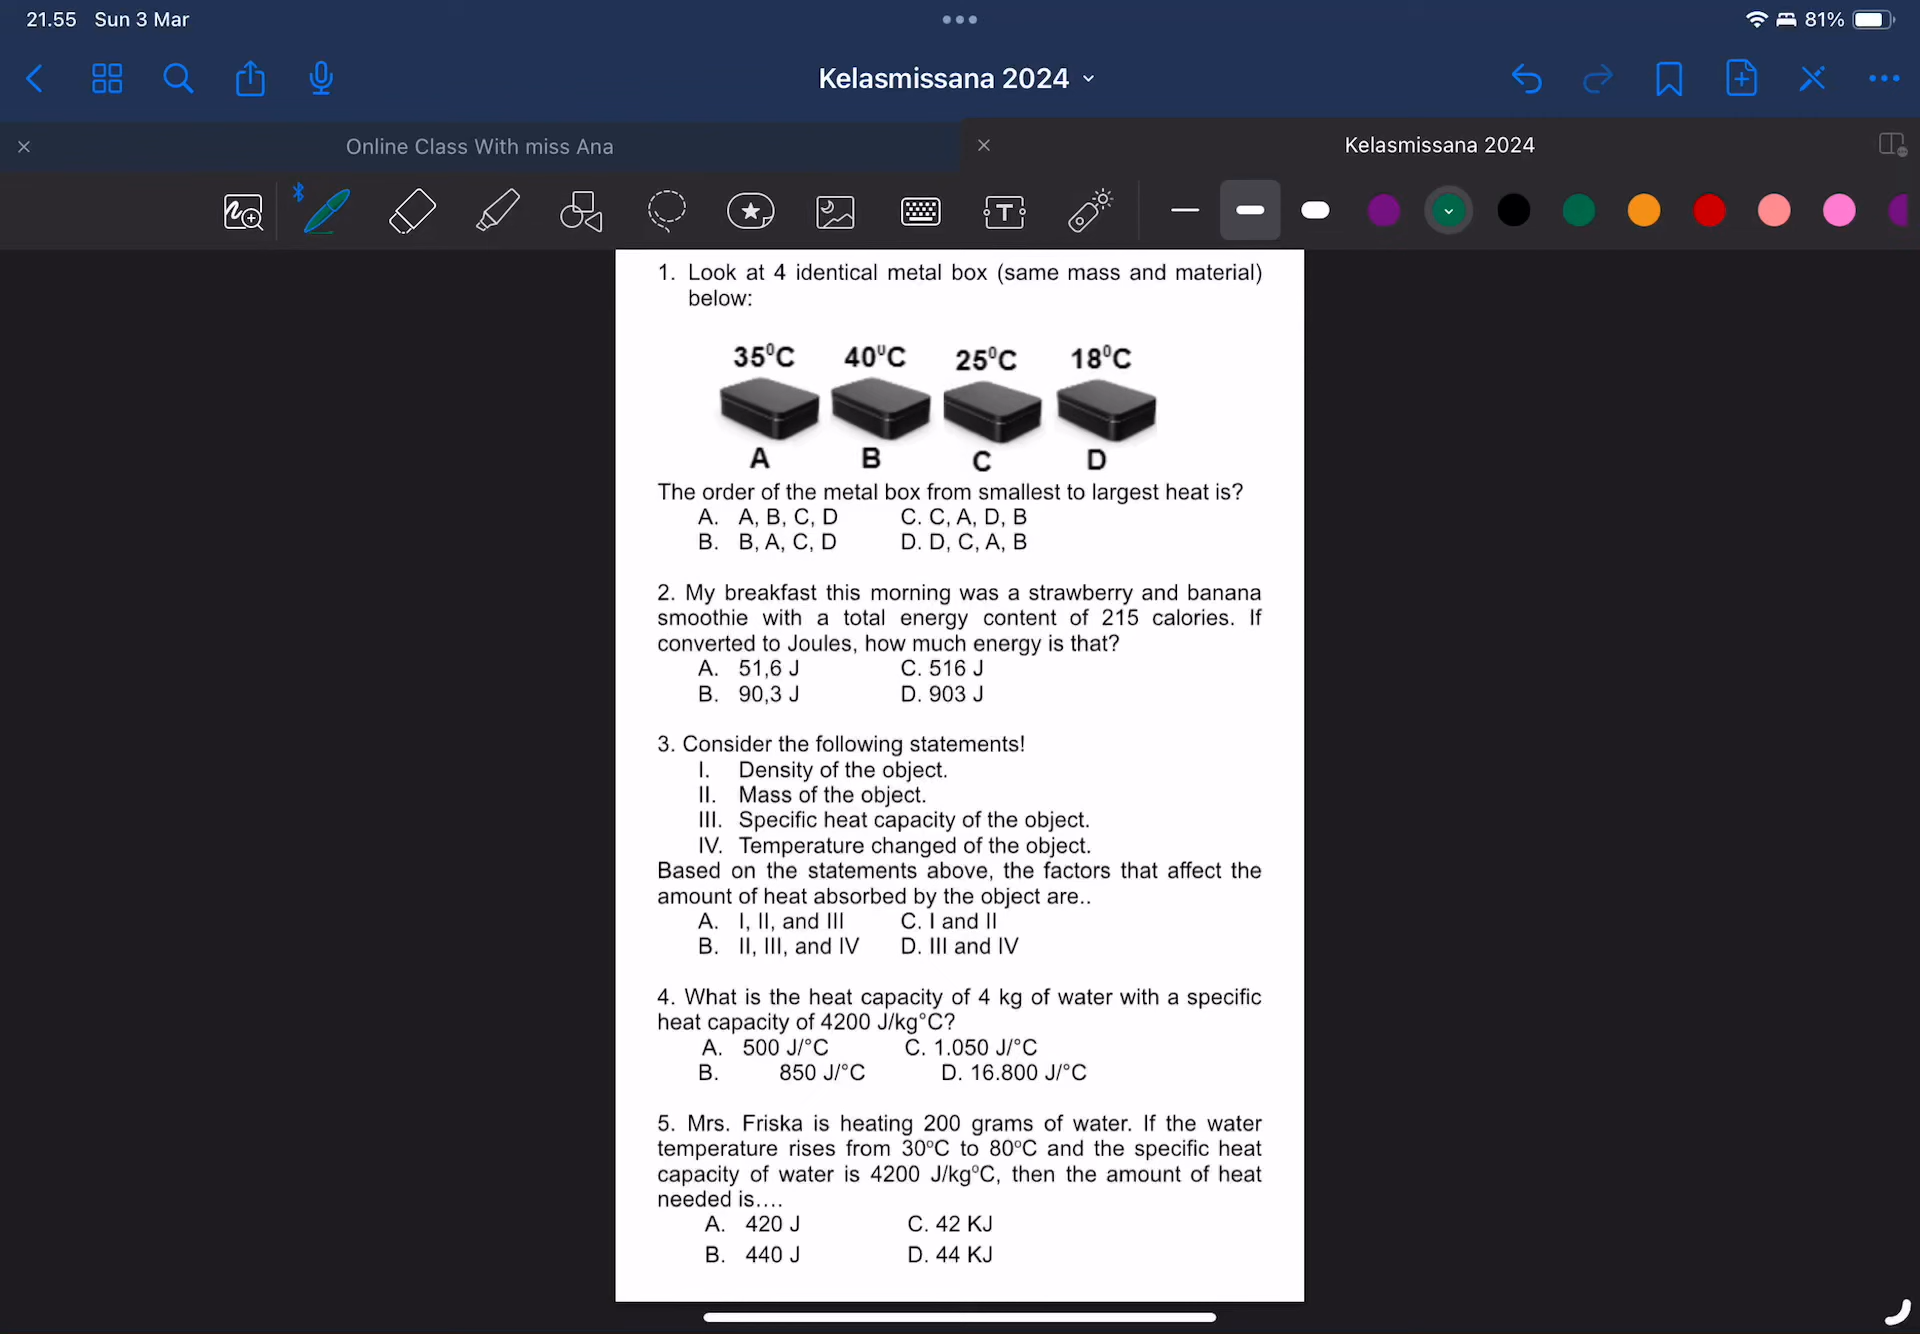 21.55 Sun 3 Mar
81%
Kelasmissana 2024
Online Class With miss Ana
Kelasmissana 2024
T
1. Look at 4 identical metal box (same mass and material)
below:
35⁰C 40⁰C 25⁰C 18⁰C
A B C D
The order of the metal box from smallest to largest heat is?
A. A, B, C, D C. C, A, D, B
B. B, A, C, D D. D, C, A, B
2. My breakfast this morning was a strawberry and banana
smoothie with a total energy content of 215 calories. If
converted to Joules, how much energy is that?
A. 51,6 J C. 516 J
B. 90,3 J D. 903 J
3. Consider the following statements!
I. Density of the object.
II. Mass of the object.
III. Specific heat capacity of the object.
IV. Temperature changed of the object.
Based on the statements above, the factors that affect the
amount of heat absorbed by the object are..
A. I, II, and III C. I and II
B. II, III, and IV D. III and IV
4. What is the heat capacity of 4 kg of water with a specific
heat capacity of 4200 J/kg°C?
A. 500 J/°C C. 1.050 J/°C
B. 850 J/°C D. 16.800 J/°C
5. Mrs. Friska is heating 200 grams of water. If the water
temperature rises from 30ºC to 80ºC and the specific heat
capacity of water is 4200 J/kgºC, then the amount of heat
needed is....
A. 420 J C. 42 KJ
B. 440 J D. 44 KJ